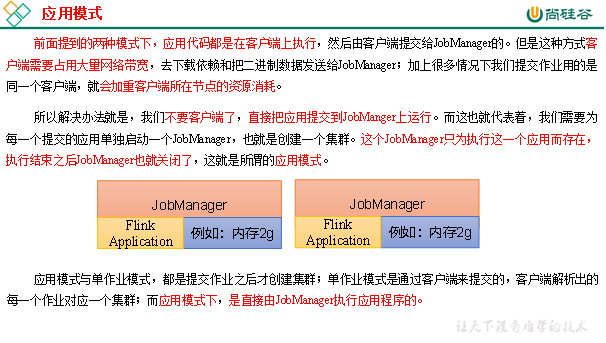 应用模式
尚硅谷
前面提到的两种模式下，应用代码都是在客户端上执行，然后由客户端提交给JobManager的。但是这种方式客
户端需要占用大量网络带宽，去下载依赖和把二进制数据发送给JobManager；加上很多情况下我们提交作业用的是
同一个客户端，就会加重客户端所在节点的资源消耗。
所以解决办法就是，我们不要客户端了，直接把应用提交到JobManger上运行。而这也就代表着，我们需要为
每一个提交的应用单独启动一个JobManager，也就是创建一个集群。这个JobManager只为执行这一个应用而存在，
执行结束之后JobManager也就关闭了，这就是所谓的应用模式。
JobManager
Flink
Application
例如：内存2g
JobManager
Flink
Application
例如：内存2g
应用模式与单作业模式，都是提交作业之后才创建集群；单作业模式是通过客户端来提交的，客户端解析出的
每一个作业对应一个集群；而应用模式下，是直接由JobManager执行应用程序的。
让天下没有难学的技术